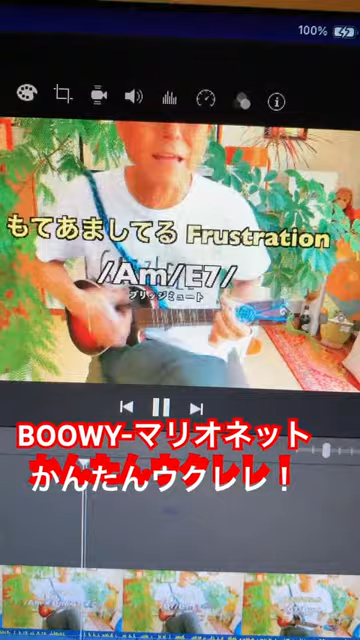 100%
もてあましてる Frustration
/Am/E7/
ブリッジミュート
BOOWY-マリオネット
かんたんウクレレ！